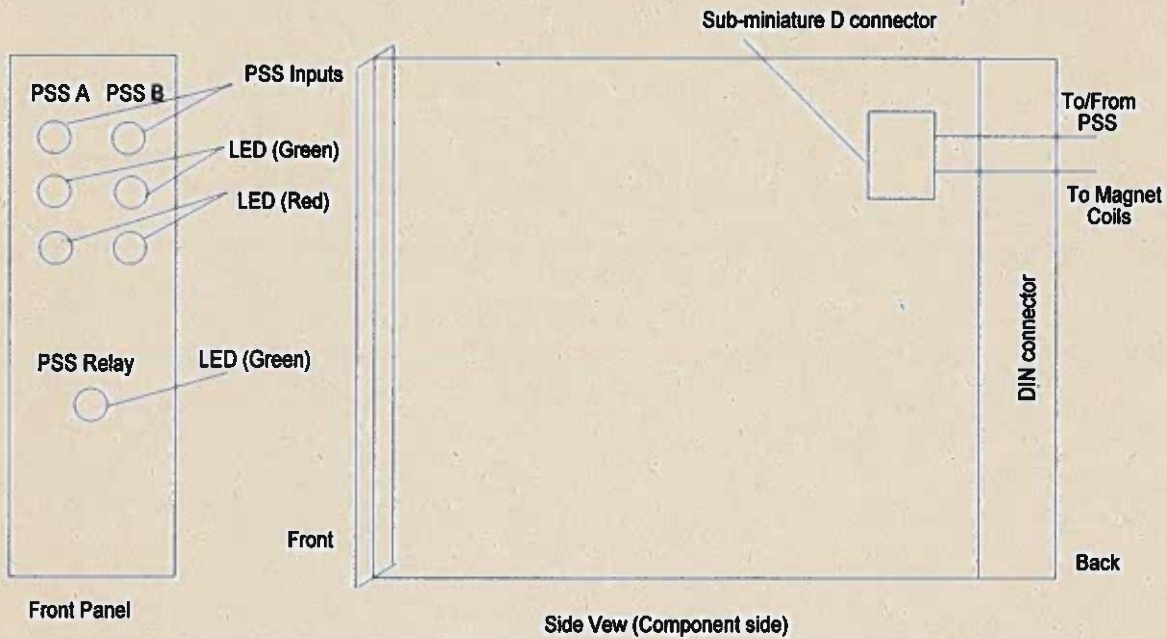 Sub-miniature D connector
PSS A PSS B
PSS Inputs
LED (Green)
LED (Red)
PSS Relay
LED (Green)
To/From
PSS
To Magnet
Coils
DIN connector
Front
Back
Front Panel
Side Vew (Component side)